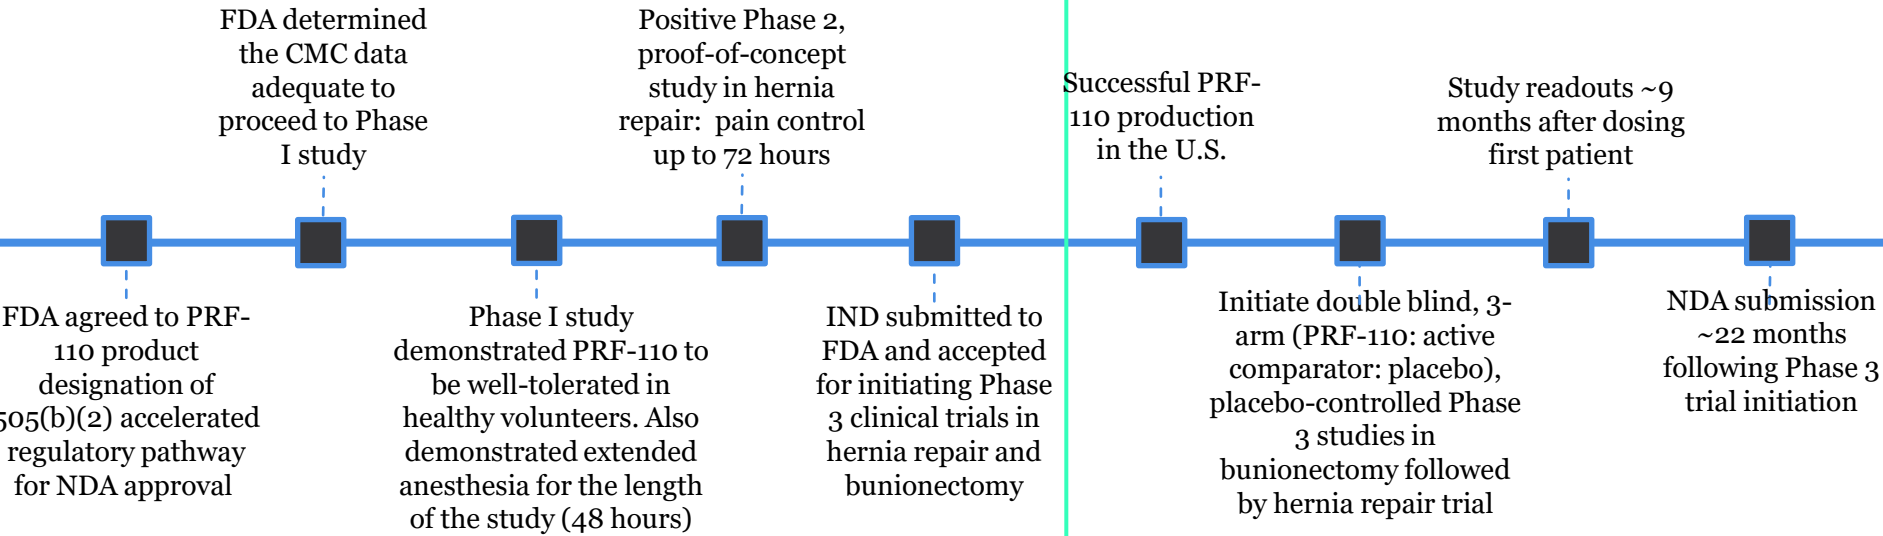 FDA agreed to PRF-
110 product
designation of
505(b)(2) accelerated
regulatory pathway
for NDA approval
FDA determined
the CMC data
adequate to
proceed to Phase
I study
Phase I study
demonstrated PRF-110 to
be well-tolerated in
healthy volunteers. Also
demonstrated extended
anesthesia for the length
of the study (48 hours)
Positive Phase 2,
proof-of-concept
study in hernia
repair:  pain control
up to 72 hours
IND submitted to
FDA and accepted
for initiating Phase
3 clinical trials in
hernia repair and
bunionectomy
Successful PRF-
110 production
in the U.S.
Initiate double blind, 3-
arm (PRF-110: active
comparator: placebo),
placebo-controlled Phase
3 studies in
bunionectomy followed
by hernia repair trial
Study readouts ~9
months after dosing
first patient
NDA submission
~22 months
following Phase 3
trial initiation